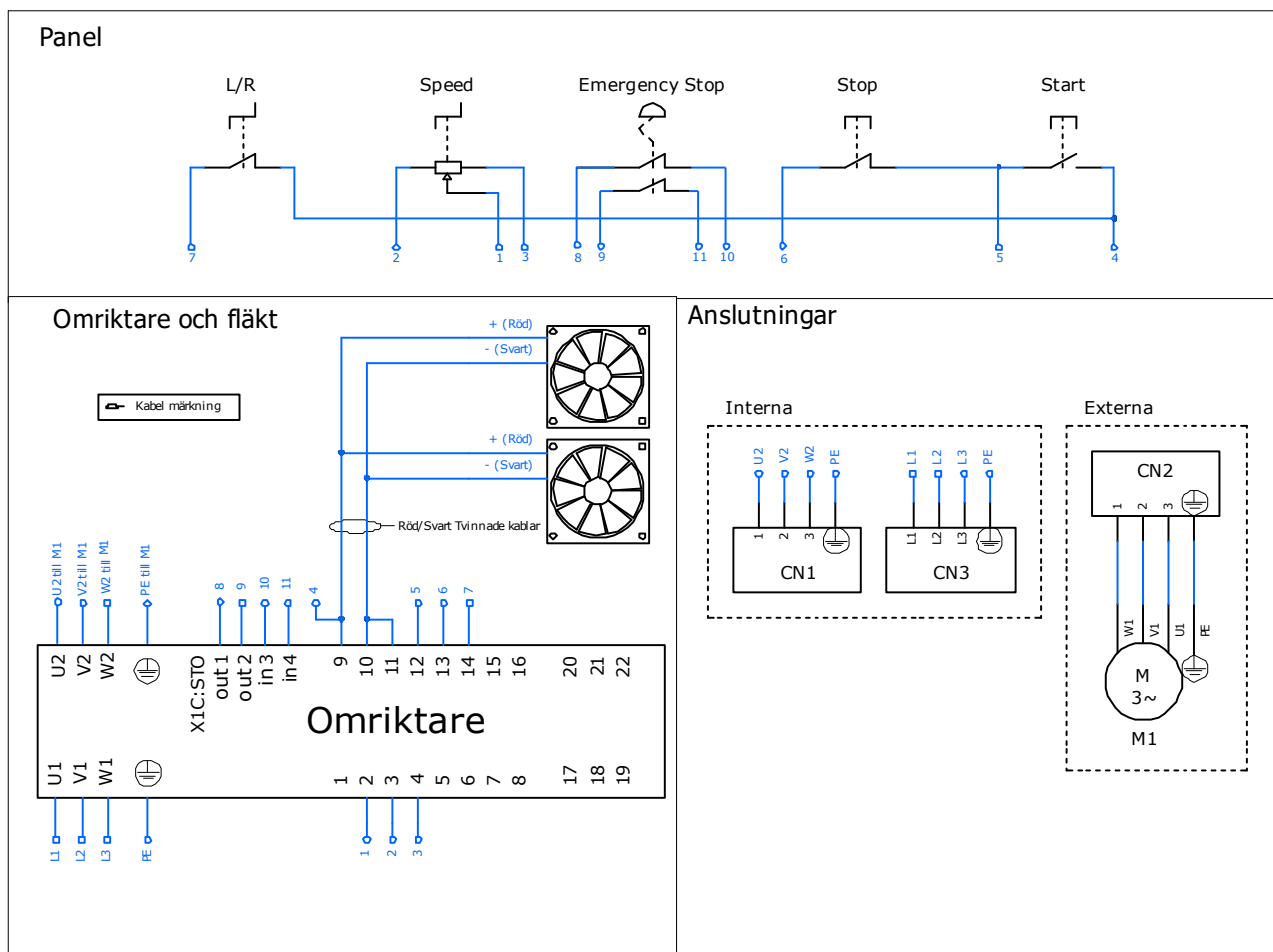 Panel
L/R
Speed
Emergency Stop
Stop
Start
7
2
1
3
8
9
11
10
6
5
4
Omriktare och fläkt
+ (Röd)
- (Svart)
Kabel märkning
+ (Röd)
- (Svart)
Röd/Svart Tvinnade kablar
U2 till M1
V2 till M1
W2 till M1
PE till M1
8
9
10
11
4
5
6
7
U2
V2
W2
X1C:STO
out 1
out 2
in 3
in4
9
10
11
12
13
14
15
16
20
21
22
Omriktare
U1
V1
W1
1
2
3
4
5
6
7
8
17
18
19
L1
L2
L3
PE
1
2
3
Anslutningar
Interna
U2
V2
W2
PE
1
2
3
CN1
L1
L2
L3
PE
L1
L2
L3
CN3
Externa
CN2
1
2
3
W1
V1
U1
PE
M
3~
M1